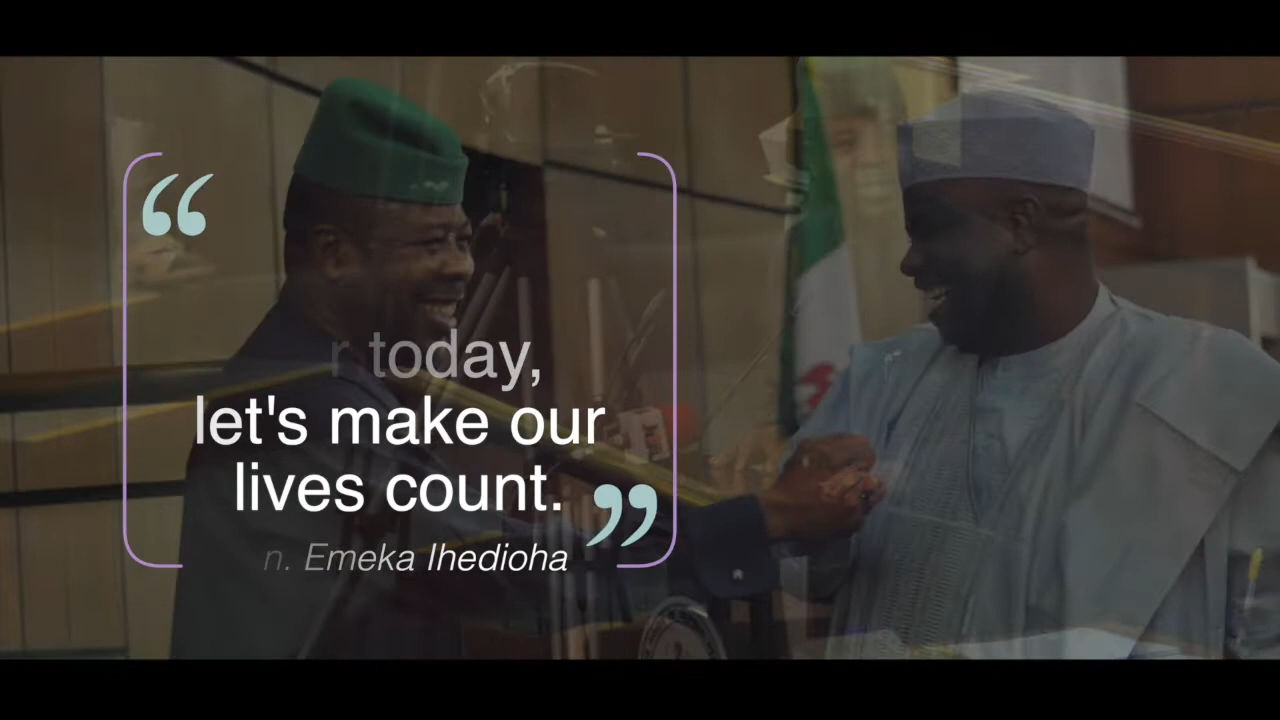 r today,
let's make our
lives count.
n. Emeka Ihedioha